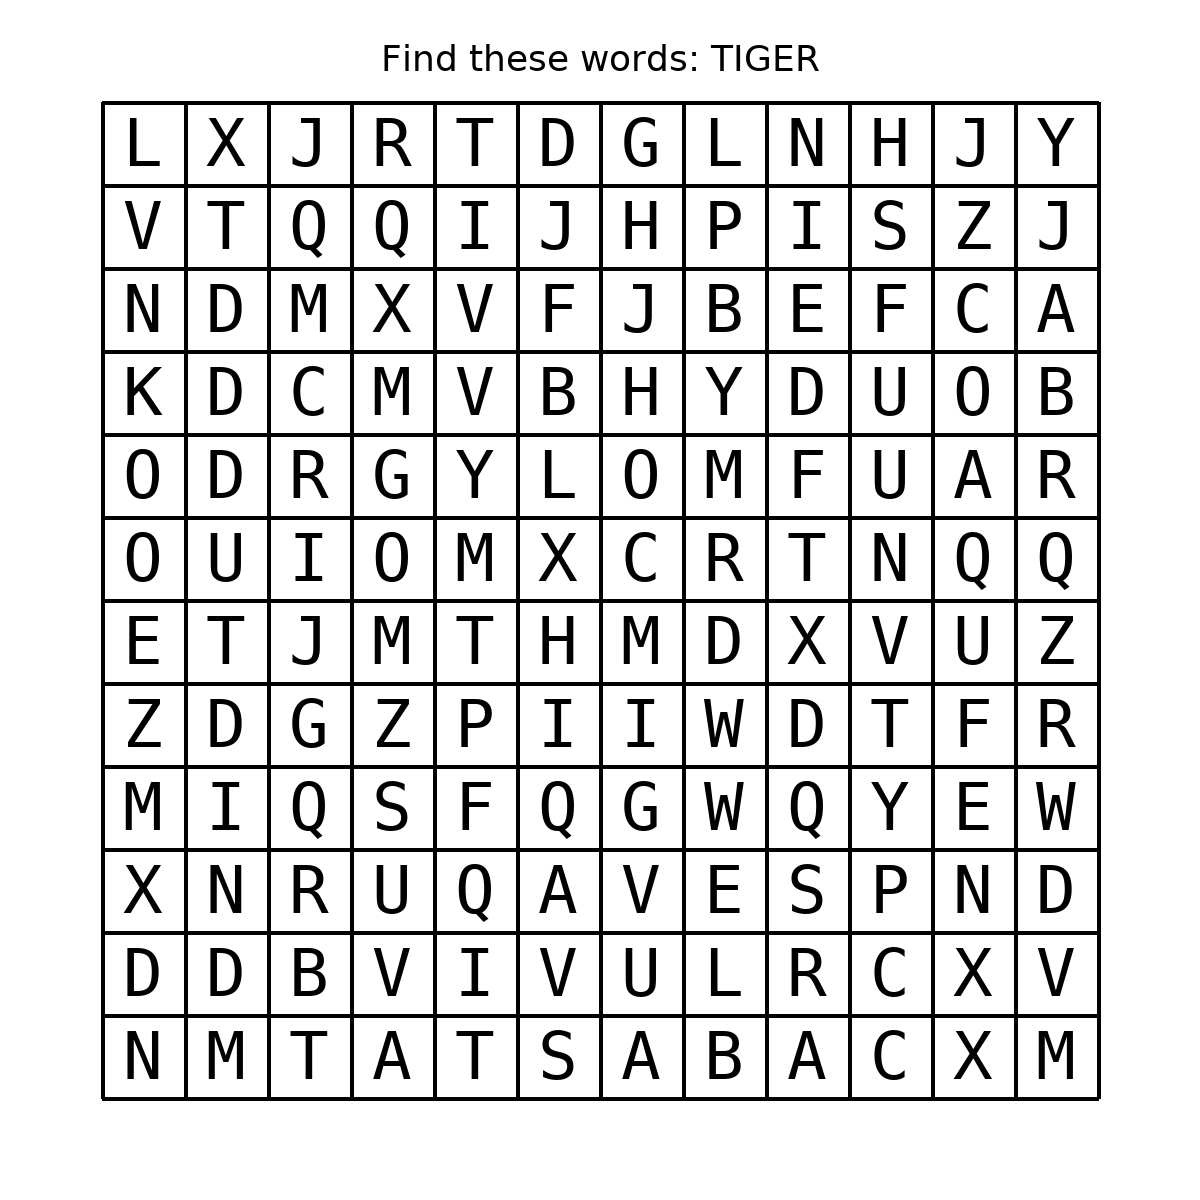 Find these words: TIGER
L X J R T D G L N H J Y
V T Q Q I J H P I S Z J
N D M X V F J B E F C A
K D C M V B H Y D U O B
O D R G Y L O M F U A R
O U I O M X C R T N Q Q
E T J M T H M D X V U Z
Z D G Z P I I W D T F R
M I Q S F Q G W Q Y E W
X N R U Q A V E S P N D
D D B V I V U L R C X V
N M T A T S A B A C X M